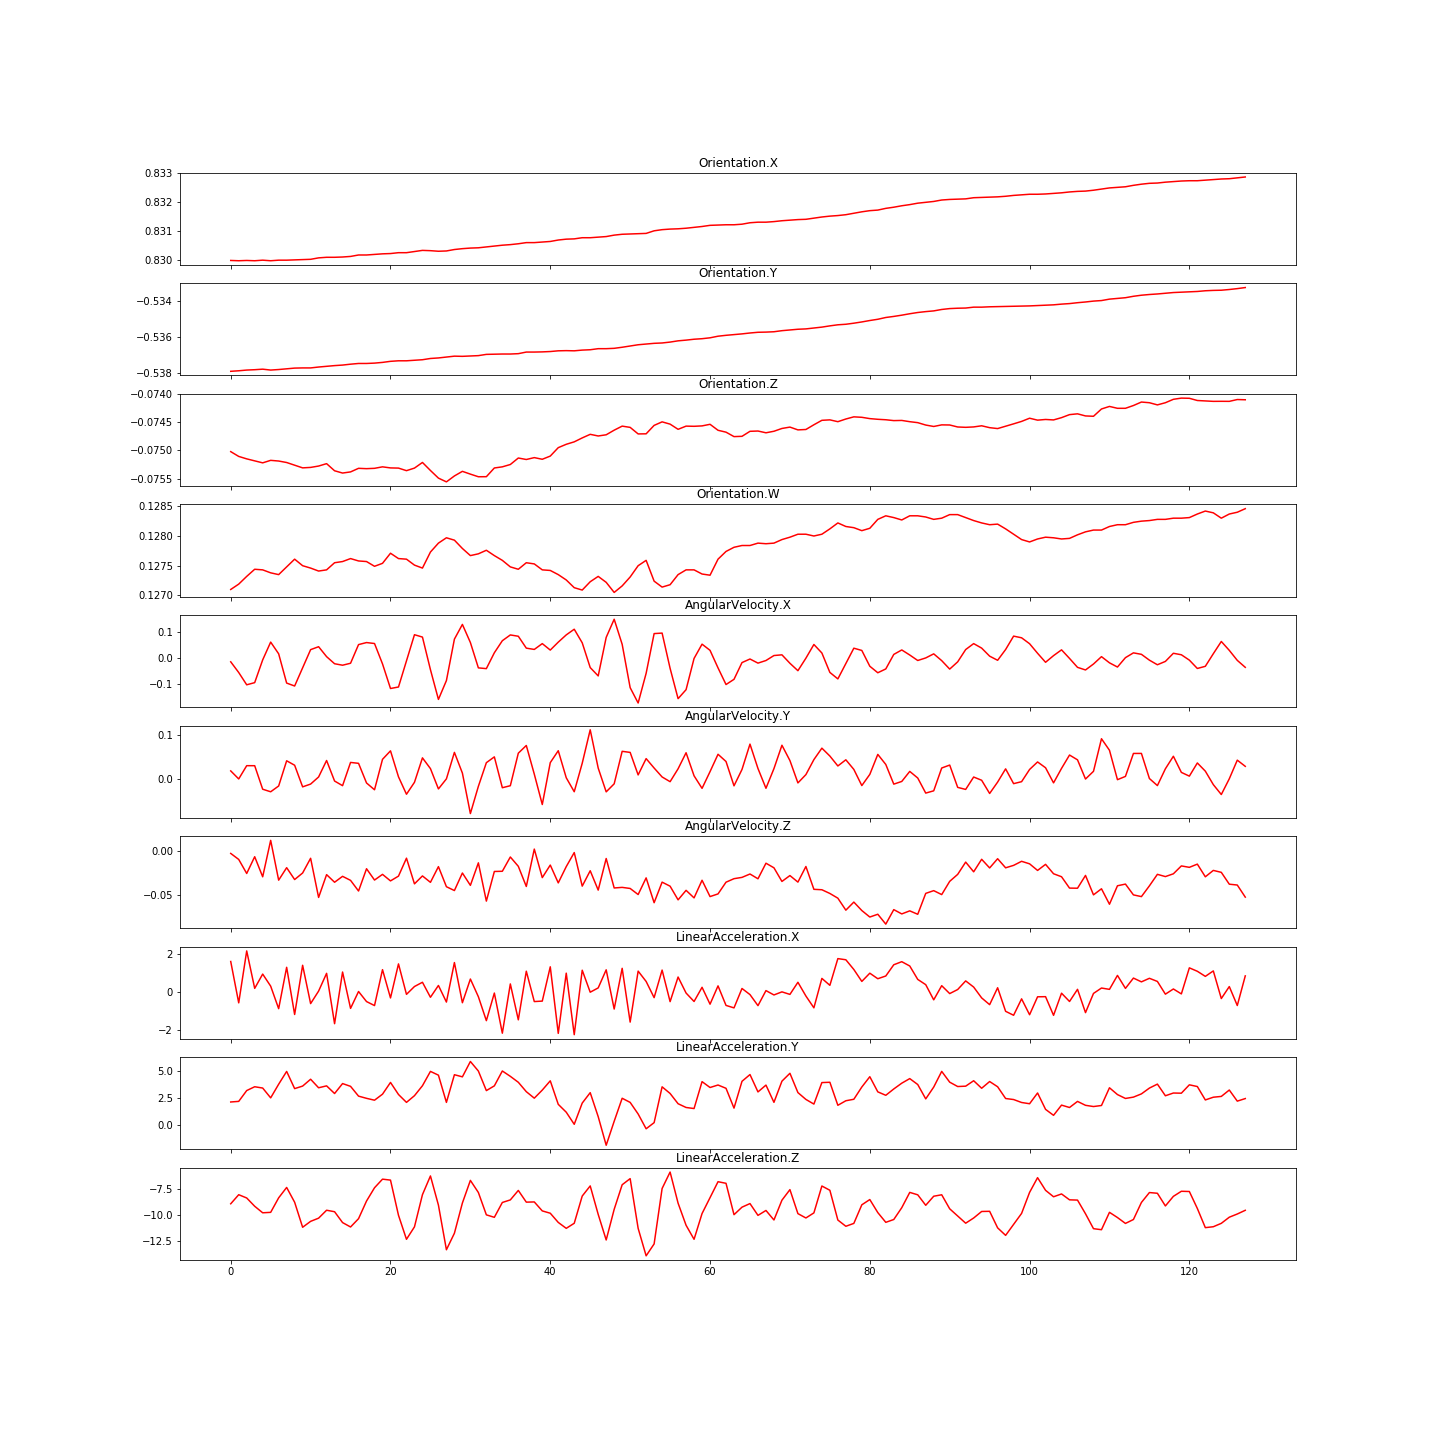 Orientation.X
0.833
0.832
0.831
0.830
Orientation.Y
−0.534
−0.536
−0.538
Orientation.Z
−0.0740
−0.0745
−0.0750
−0.0755
Orientation.W
0.1285
0.1280
0.1275
0.1270
AngularVelocity.X
0.1
0.0
−0.1
AngularVelocity.Y
0.1
0.0
AngularVelocity.Z
0.00
−0.05
LinearAcceleration.X
2
0
−2
LinearAcceleration.Y
5.0
2.5
0.0
LinearAcceleration.Z
−7.5
−10.0
−12.5
0 20 40 60 80 100 120